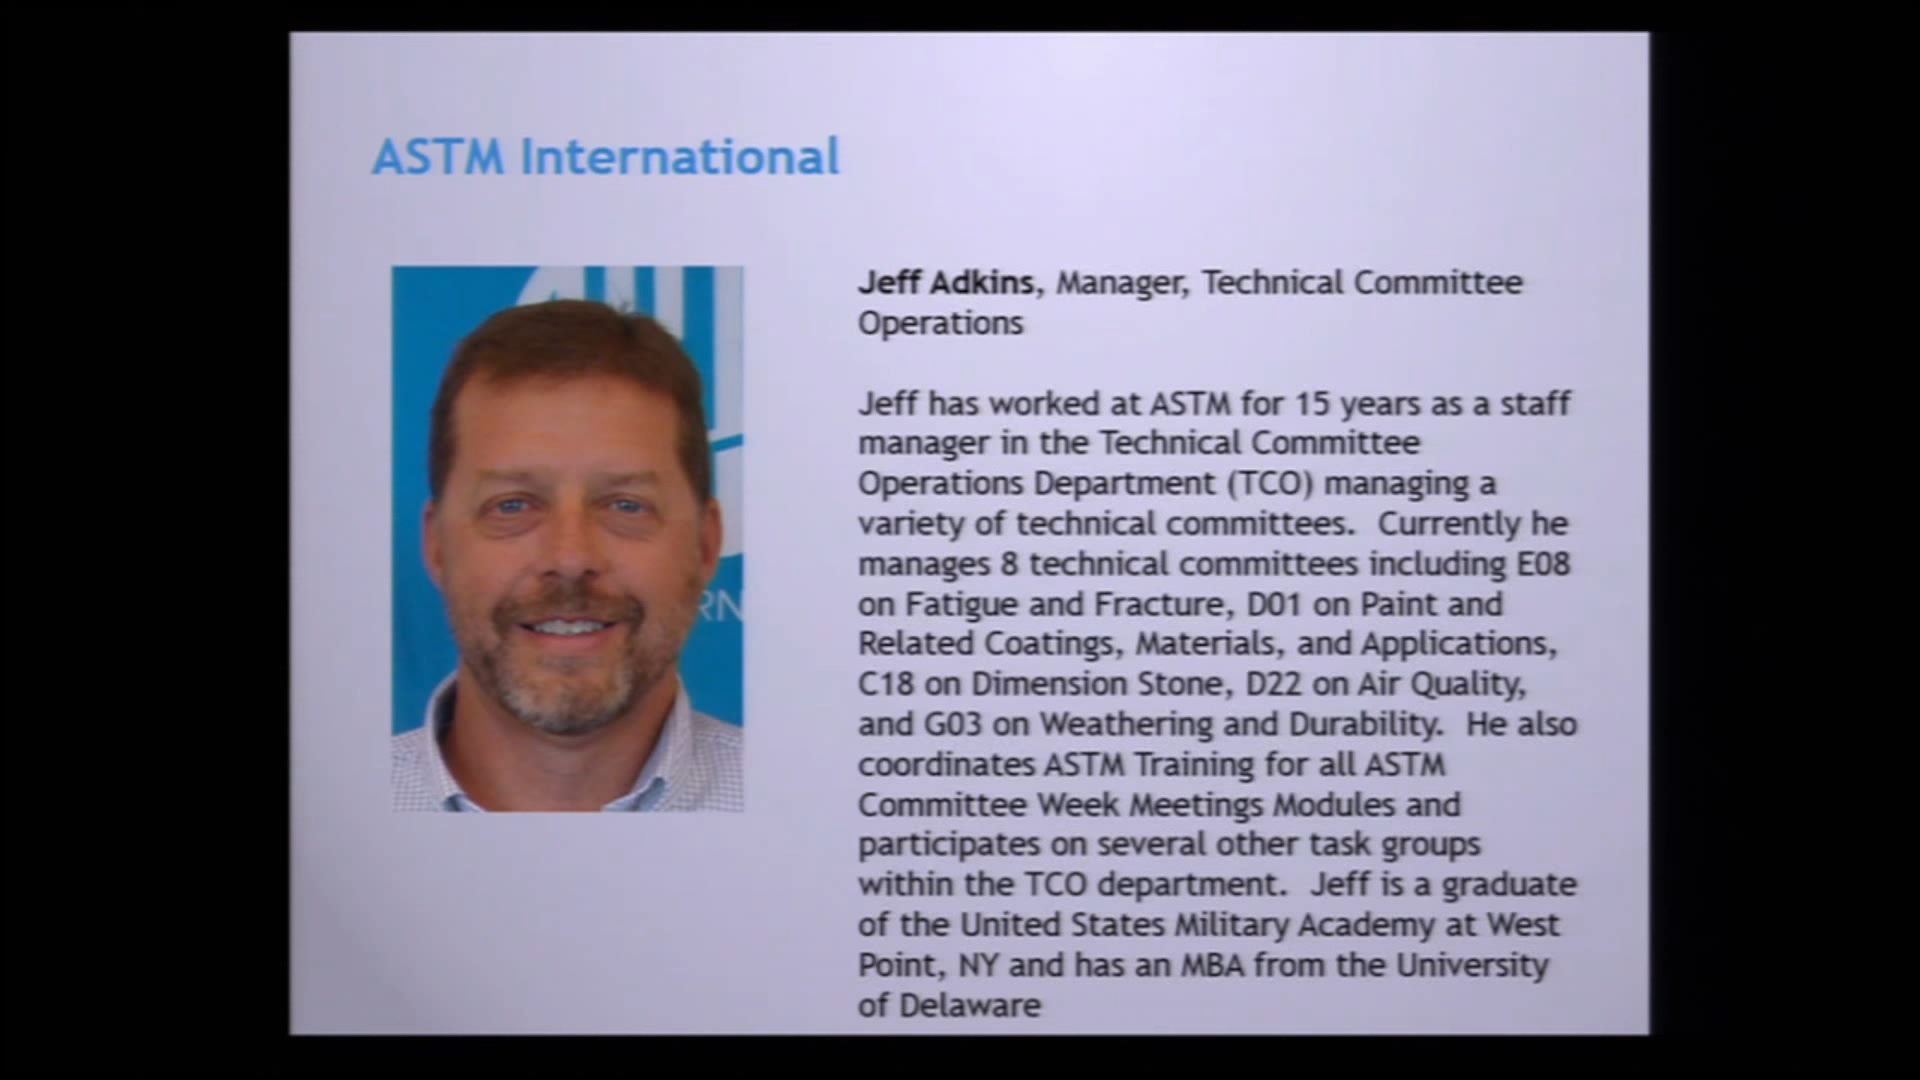 ASTM International
Jeff Adkins, Manager, Technical Committee
Operations
Jeff has worked at ASTM for 15 years as a staff
manager in the Technical Committee
Operations Department (TCO) managing a
variety of technical committees. Currently he
manages 8 technical committees including E08
on Fatigue and Fracture, D01 on Paint and
Related Coatings, Materials, and Applications,
C18 on Dimension Stone, D22 on Air Quality,
and G03 on Weathering and Durability. He also
coordinates ASTM Training for all ASTM
Committee Week Meetings Modules and
participates on several other task groups
within the TCO department. Jeff is a graduate
of the United States Military Academy at West
Point, NY and has an MBA from the University
of Delaware
RN